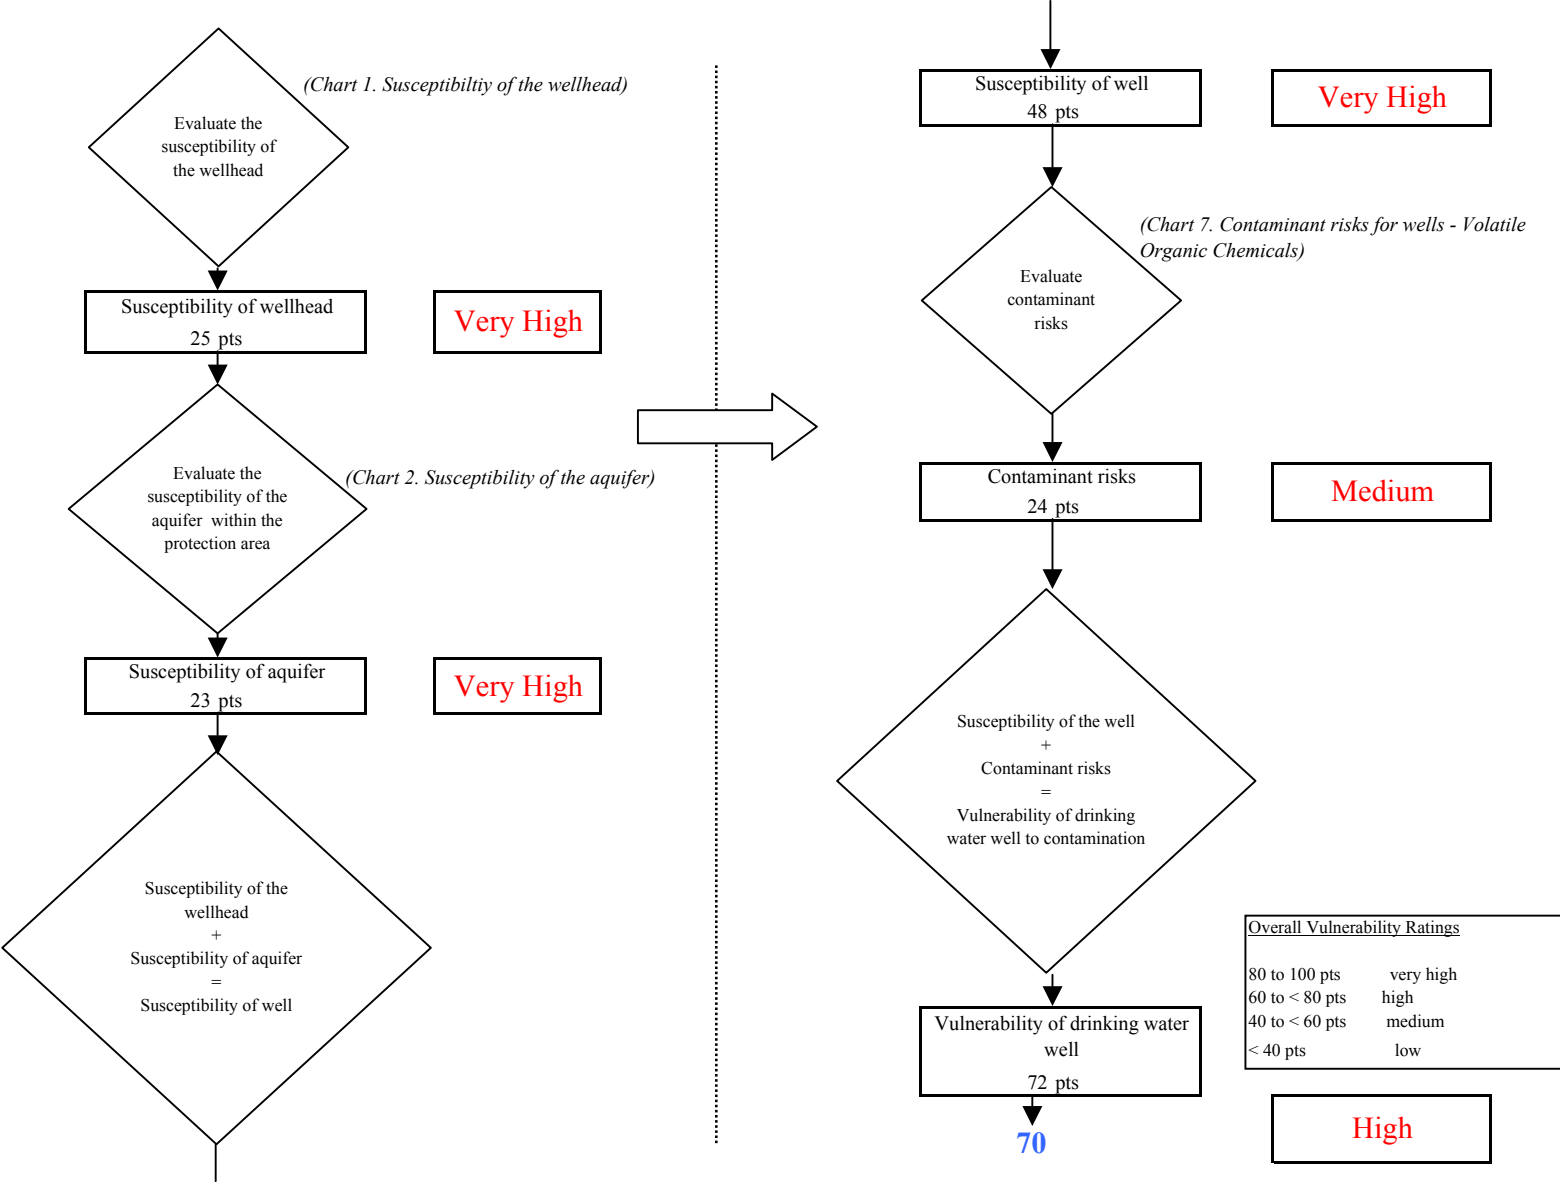 (Chart 1. Susceptibiltiy of the wellhead)
Evaluate the
susceptibility of
the wellhead
Susceptibility of wellhead
25 pts
Very High
(Chart 2. Susceptibility of the aquifer)
Evaluate the
susceptibility of the
aquifer within the
protection area
Susceptibility of aquifer
23 pts
Very High
Susceptibility of the
wellhead
+
Susceptibility of aquifer
=
Susceptibility of well
Susceptibility of well
48 pts
Very High
(Chart 7. Contaminant risks for wells - Volatile
Organic Chemicals)
Evaluate
contaminant
risks
Contaminant risks
24 pts
Medium
Susceptibility of the well
+
Contaminant risks
=
Vulnerability of drinking
water well to contamination
Overall Vulnerability Ratings
80 to 100 pts very high
60 to < 80 pts high
40 to < 60 pts medium
< 40 pts low
Vulnerability of drinking water
well
72 pts
70
High